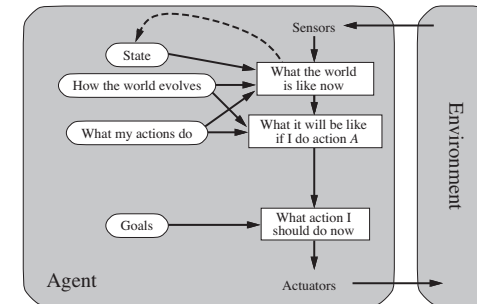 Sensors
State
What the world
is like now
How the world evolves
What it will be like
if I do action A
What my actions do
Environment
Goals
What action I
should do now
Agent
Actuators